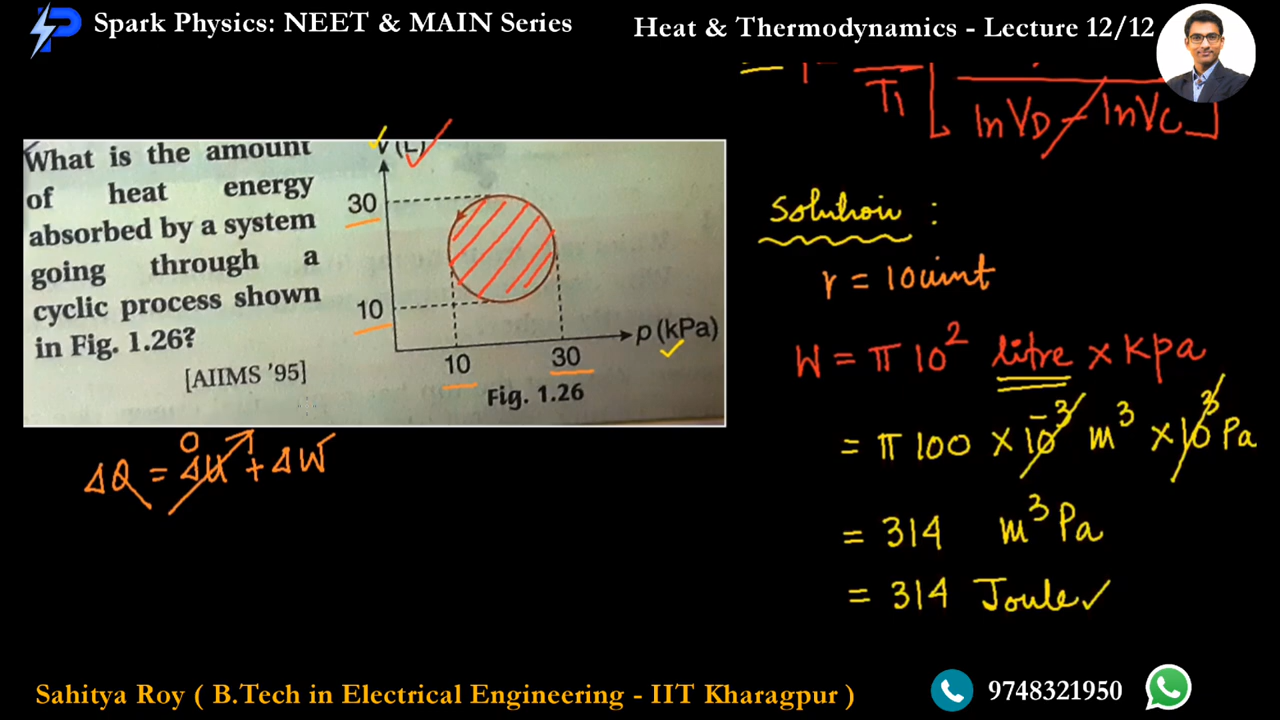 Spark Physics: NEET & MAIN Series
Heat & Thermodynamics - Lecture 12/12
T1
lnVD - lnVC
What is the amount
of heat energy
absorbed by a system
going through a
cyclic process shown
in Fig. 1.26?
[AIIMS '95]
V (L)
30
10
p (kPa)
10 30
Fig. 1.26
ΔQ = ΔU + ΔW
0
Solution :
r = 10 unit
W = π 10² litre × kpa
= π 100 × 10⁻³ m³ × 10³ Pa
= 314 m³ Pa
= 314 Joule ✓
Sahitya Roy ( B.Tech in Electrical Engineering - IIT Kharagpur )
9748321950